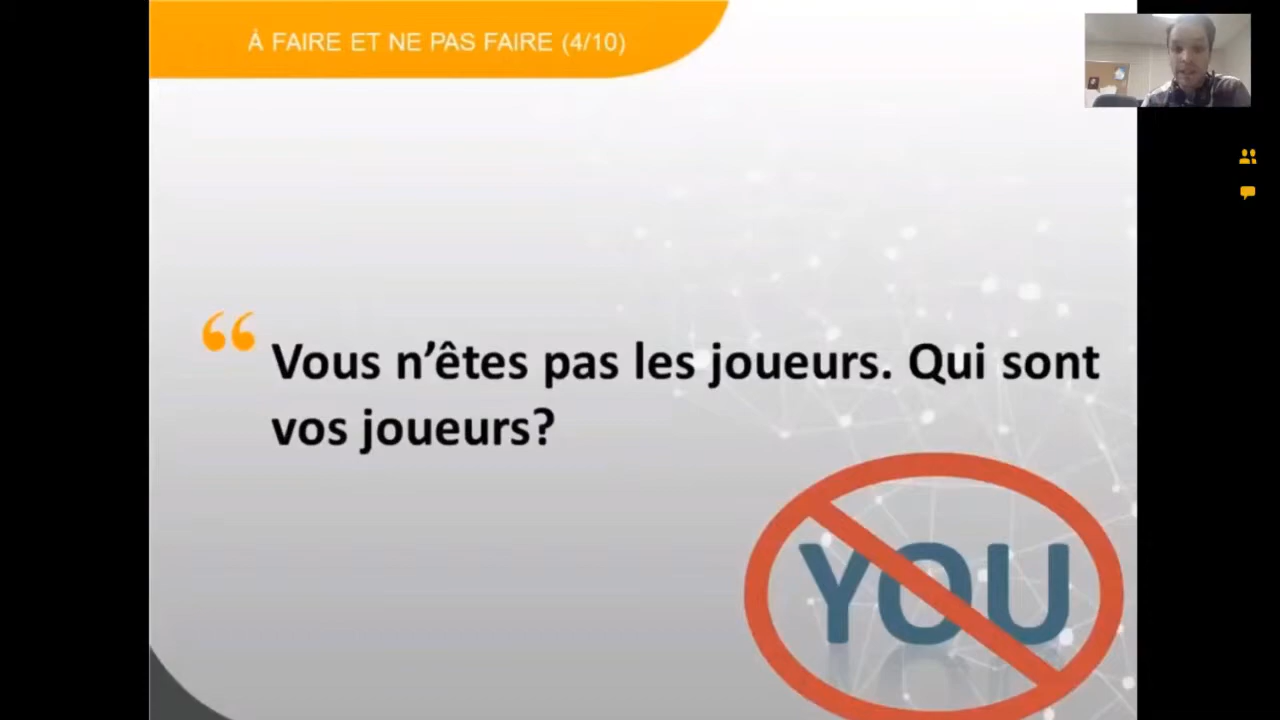 À FAIRE ET NE PAS FAIRE (4/10)
“ Vous n’êtes pas les joueurs. Qui sont
vos joueurs?
YOU